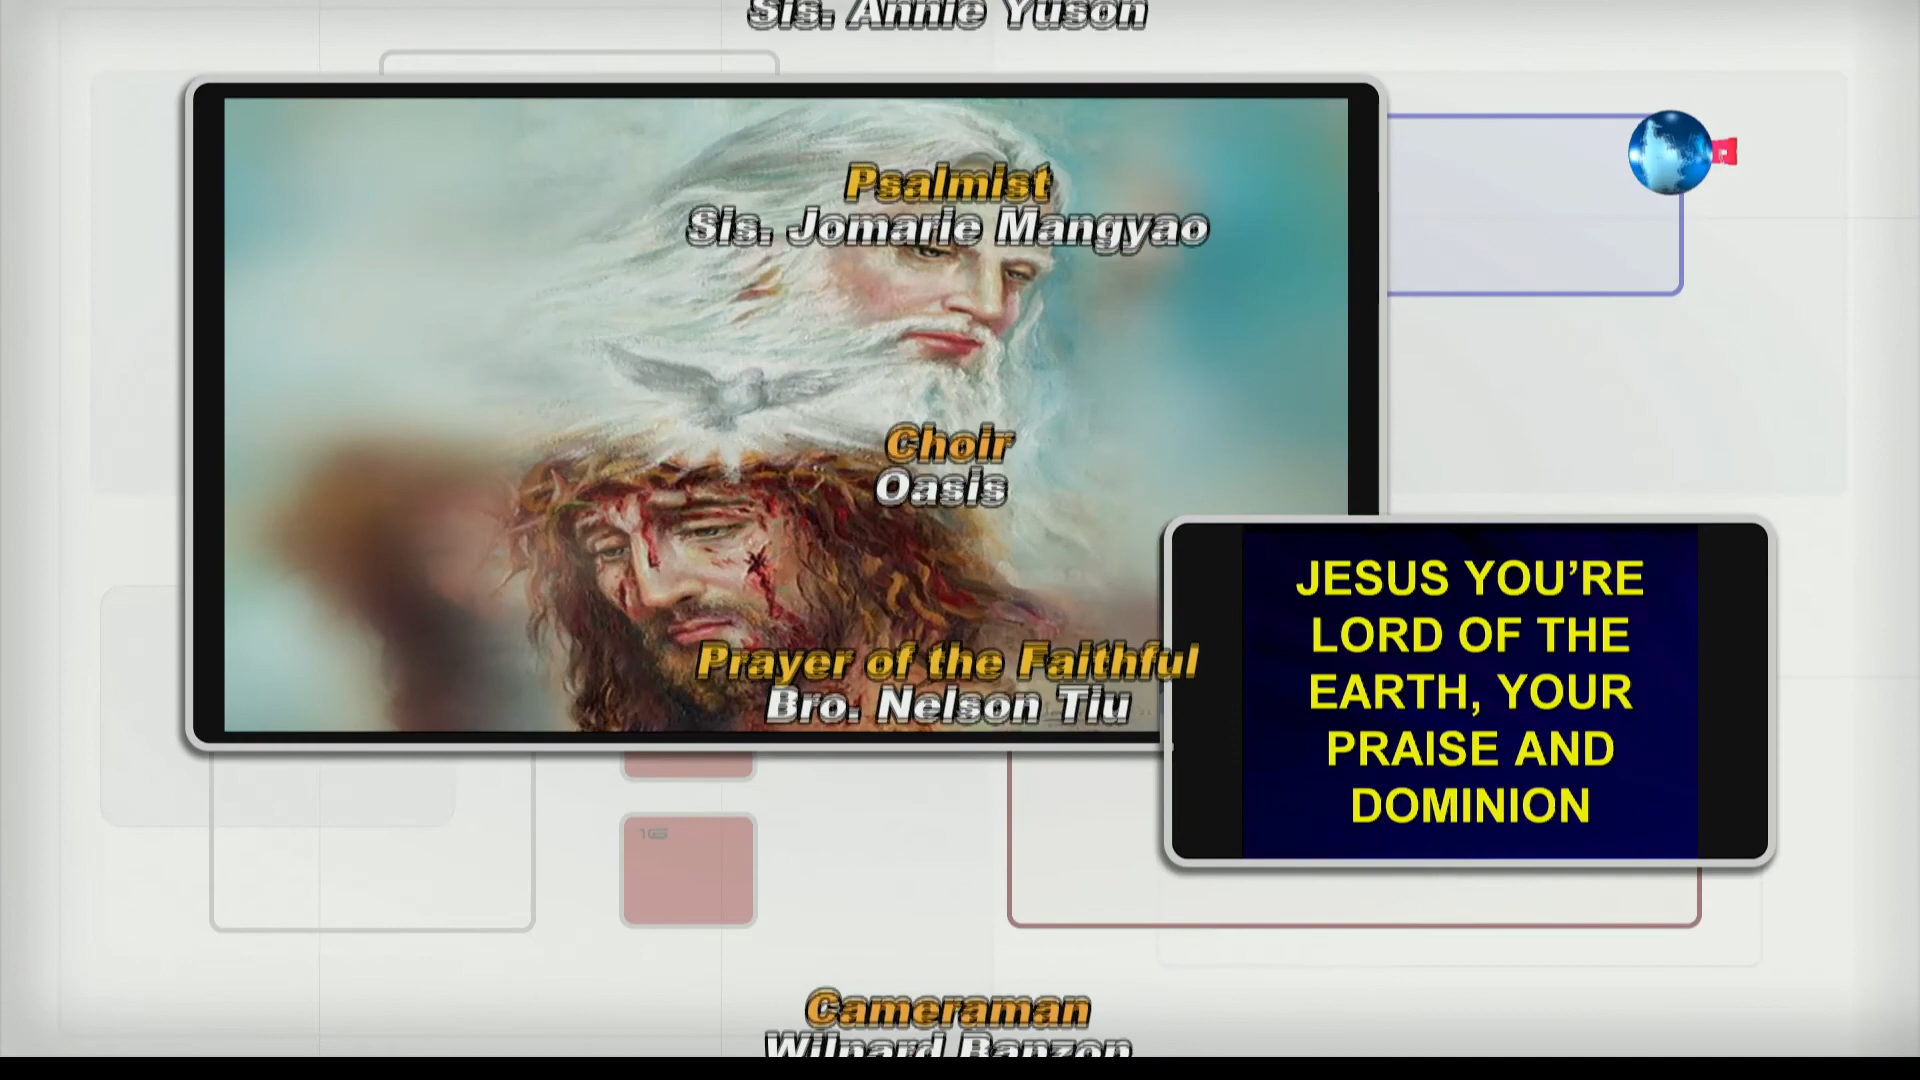 Sis. Annie Yuson
Psalmist
Sis. Jomarie Mangyao
Choir
Oasis
Prayer of the Faithful
Bro. Nelson Tiu
JESUS YOU’RE
LORD OF THE
EARTH, YOUR
PRAISE AND
DOMINION
16
Cameraman